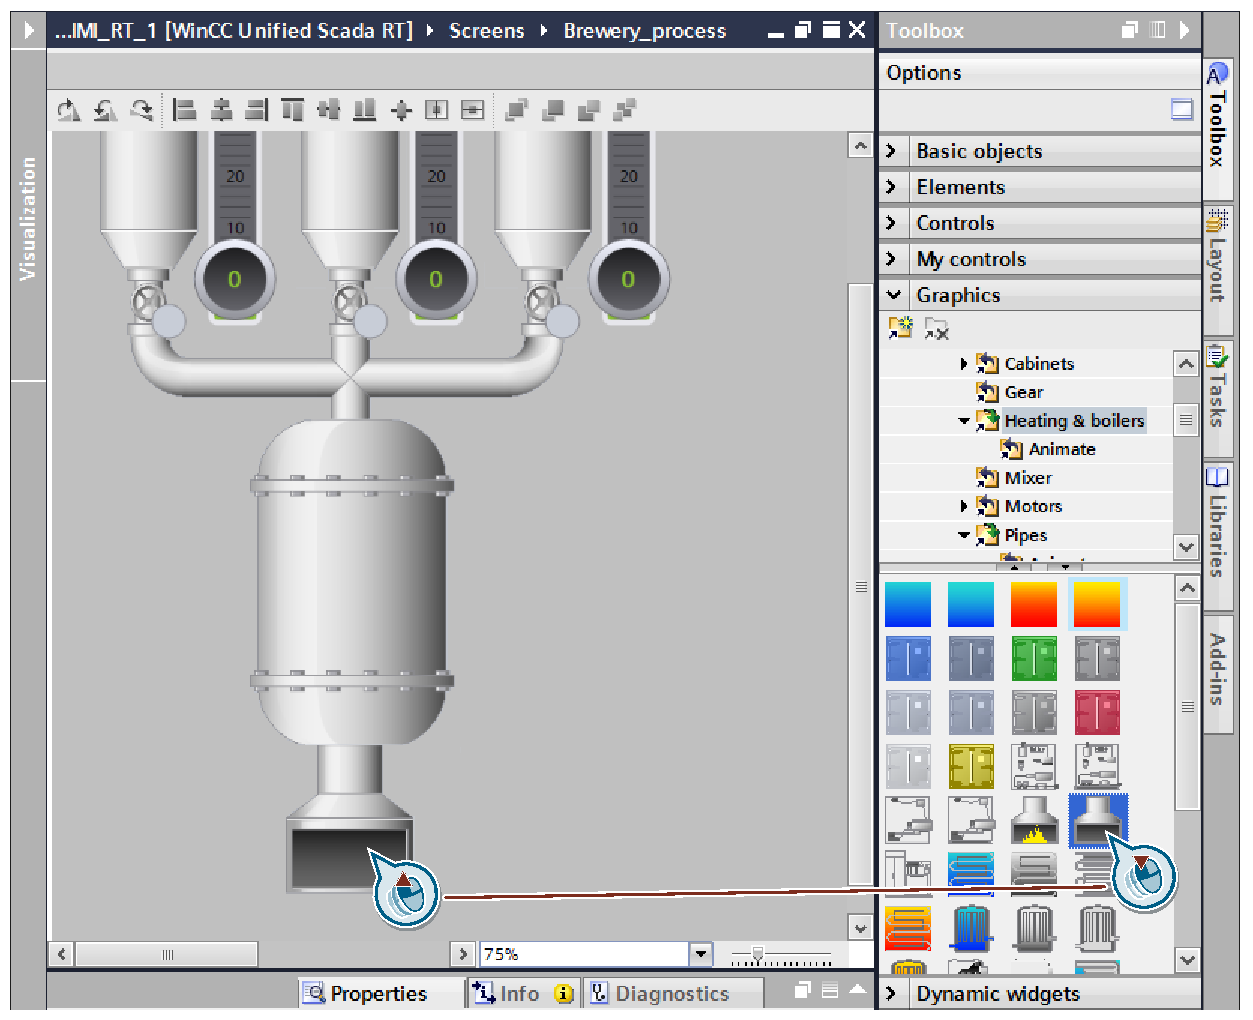 ...IMI_RT_1 [WinCC Unified Scada RT] Screens Brewery_process
Toolbox
Options
Basic objects
Elements
Controls
My controls
Graphics
Cabinets
Gear
Heating & boilers
Animate
Mixer
Motors
Pipes
Dynamic widgets
Visualization
20
10
0
20
10
0
20
10
0
75%
Properties
Info
Diagnostics
Toolbox
Layout
Tasks
Libraries
Add-ins